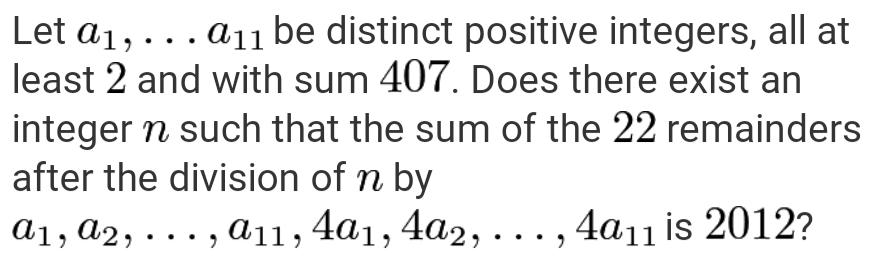 Let a₁, . . . a₁₁ be distinct positive integers, all at
least 2 and with sum 407. Does there exist an
integer n such that the sum of the 22 remainders
after the division of n by
a₁, a₂, . . . , a₁₁, 4a₁, 4a₂, . . . , 4a₁₁ is 2012?